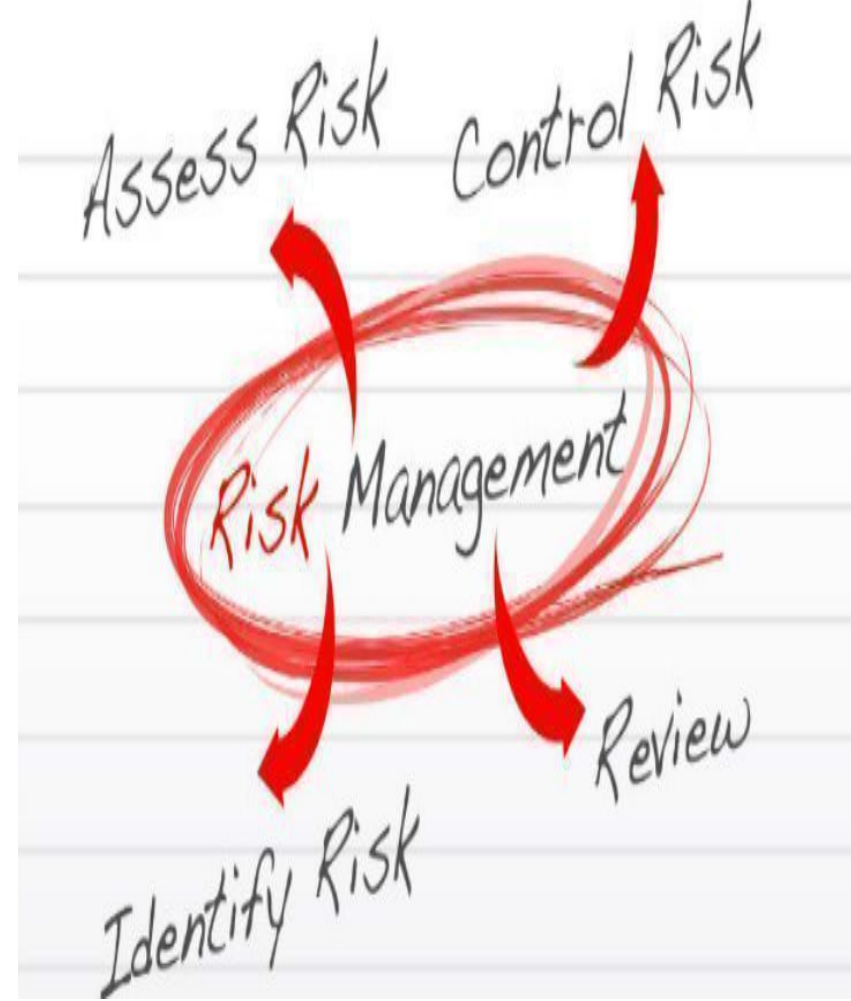 Assess Risk
Control Risk
Risk Management
Review
Identify Risk